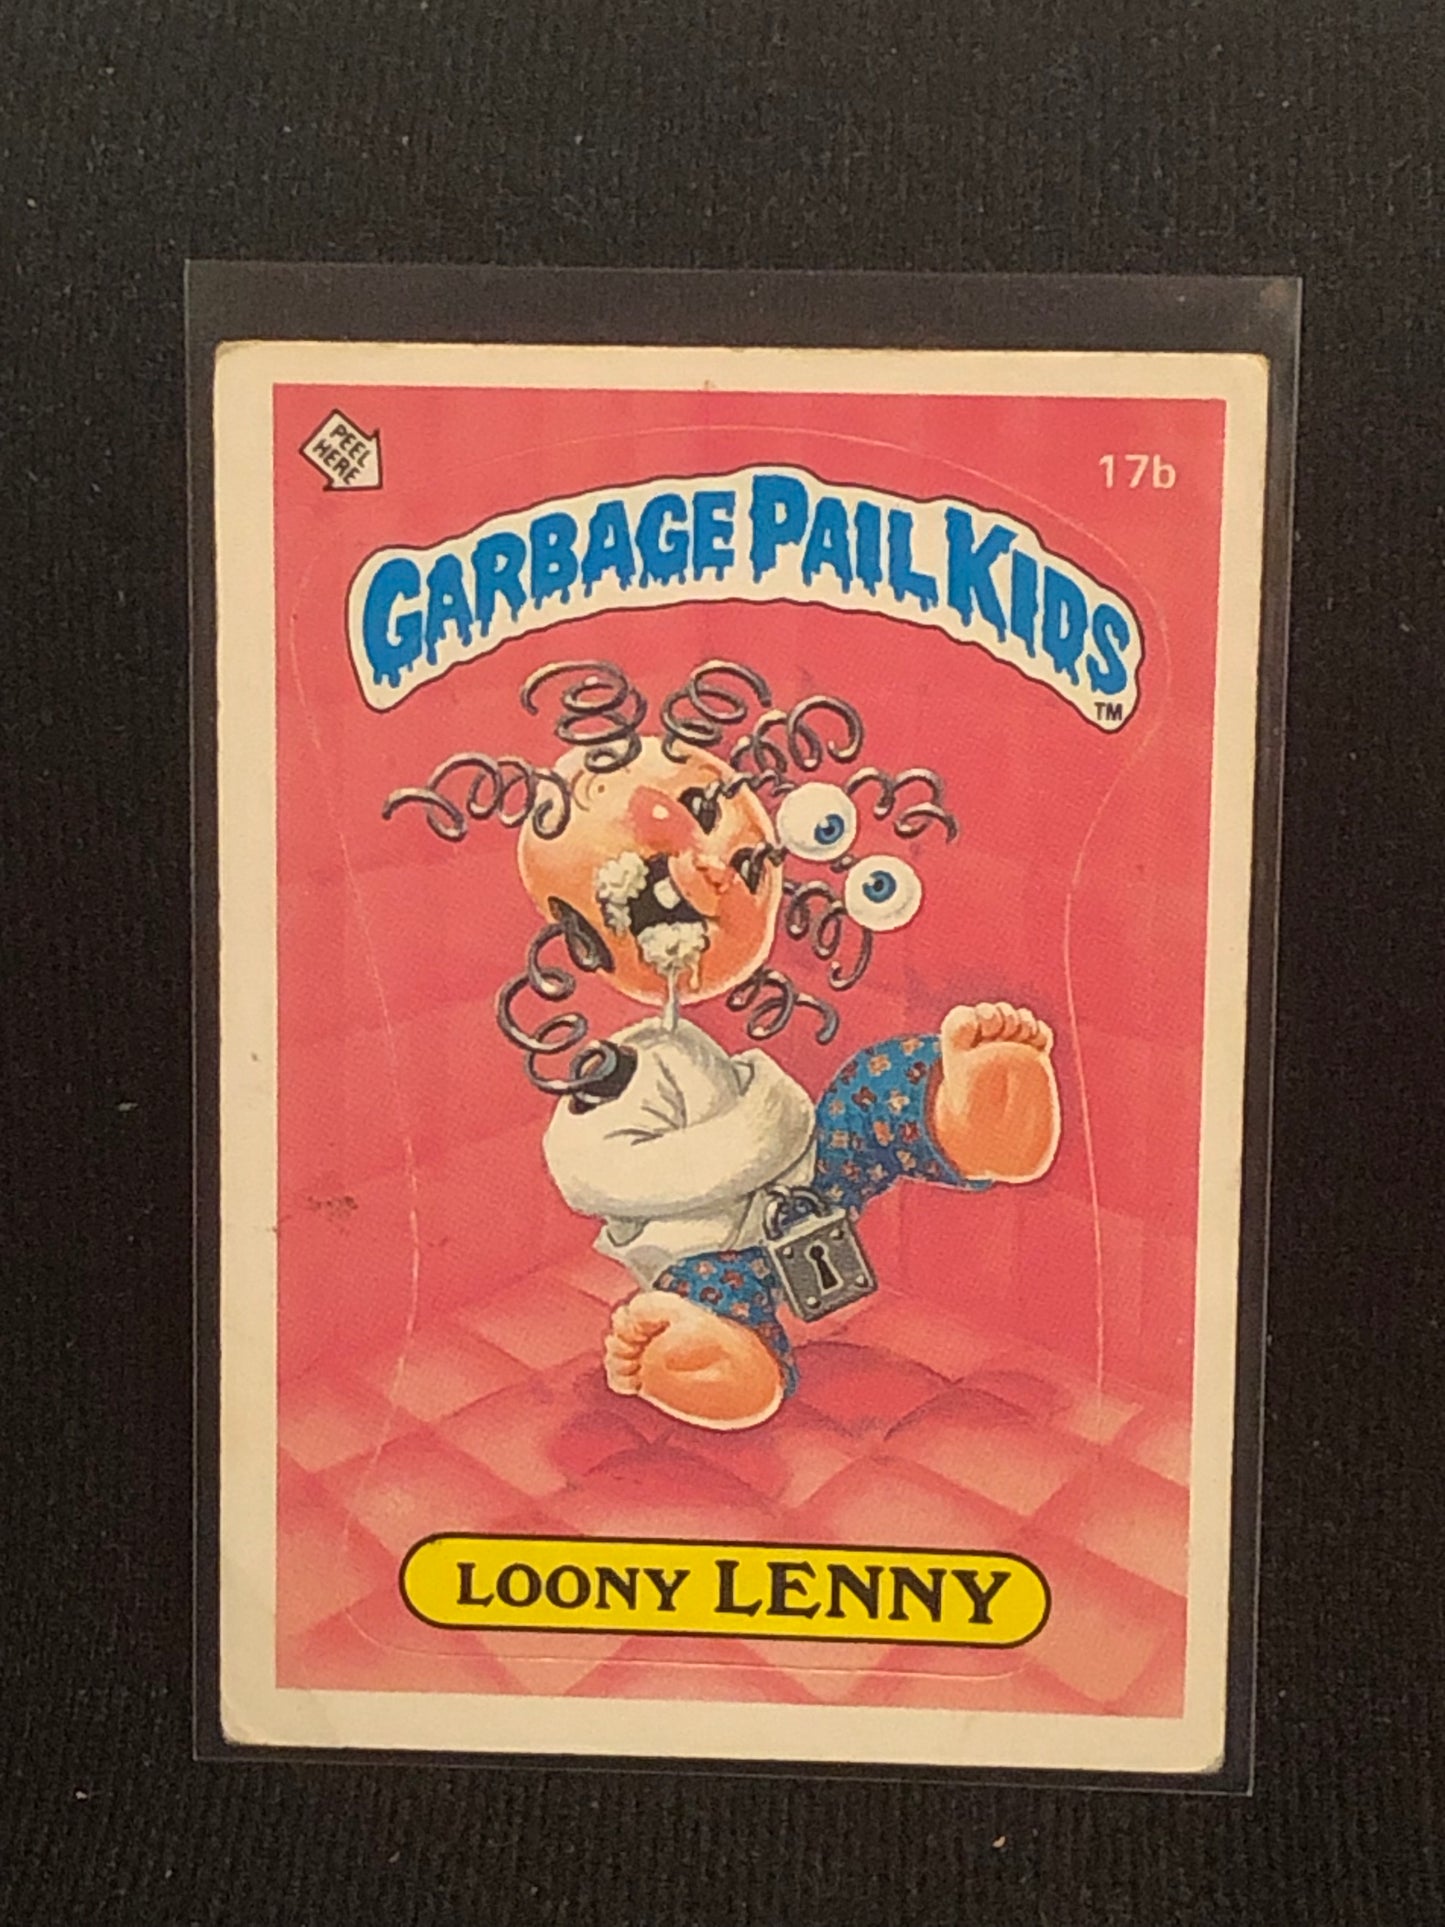 PEEL
HERE
17b
GARBAGE PAIL KIDS
TM
LOONY LENNY